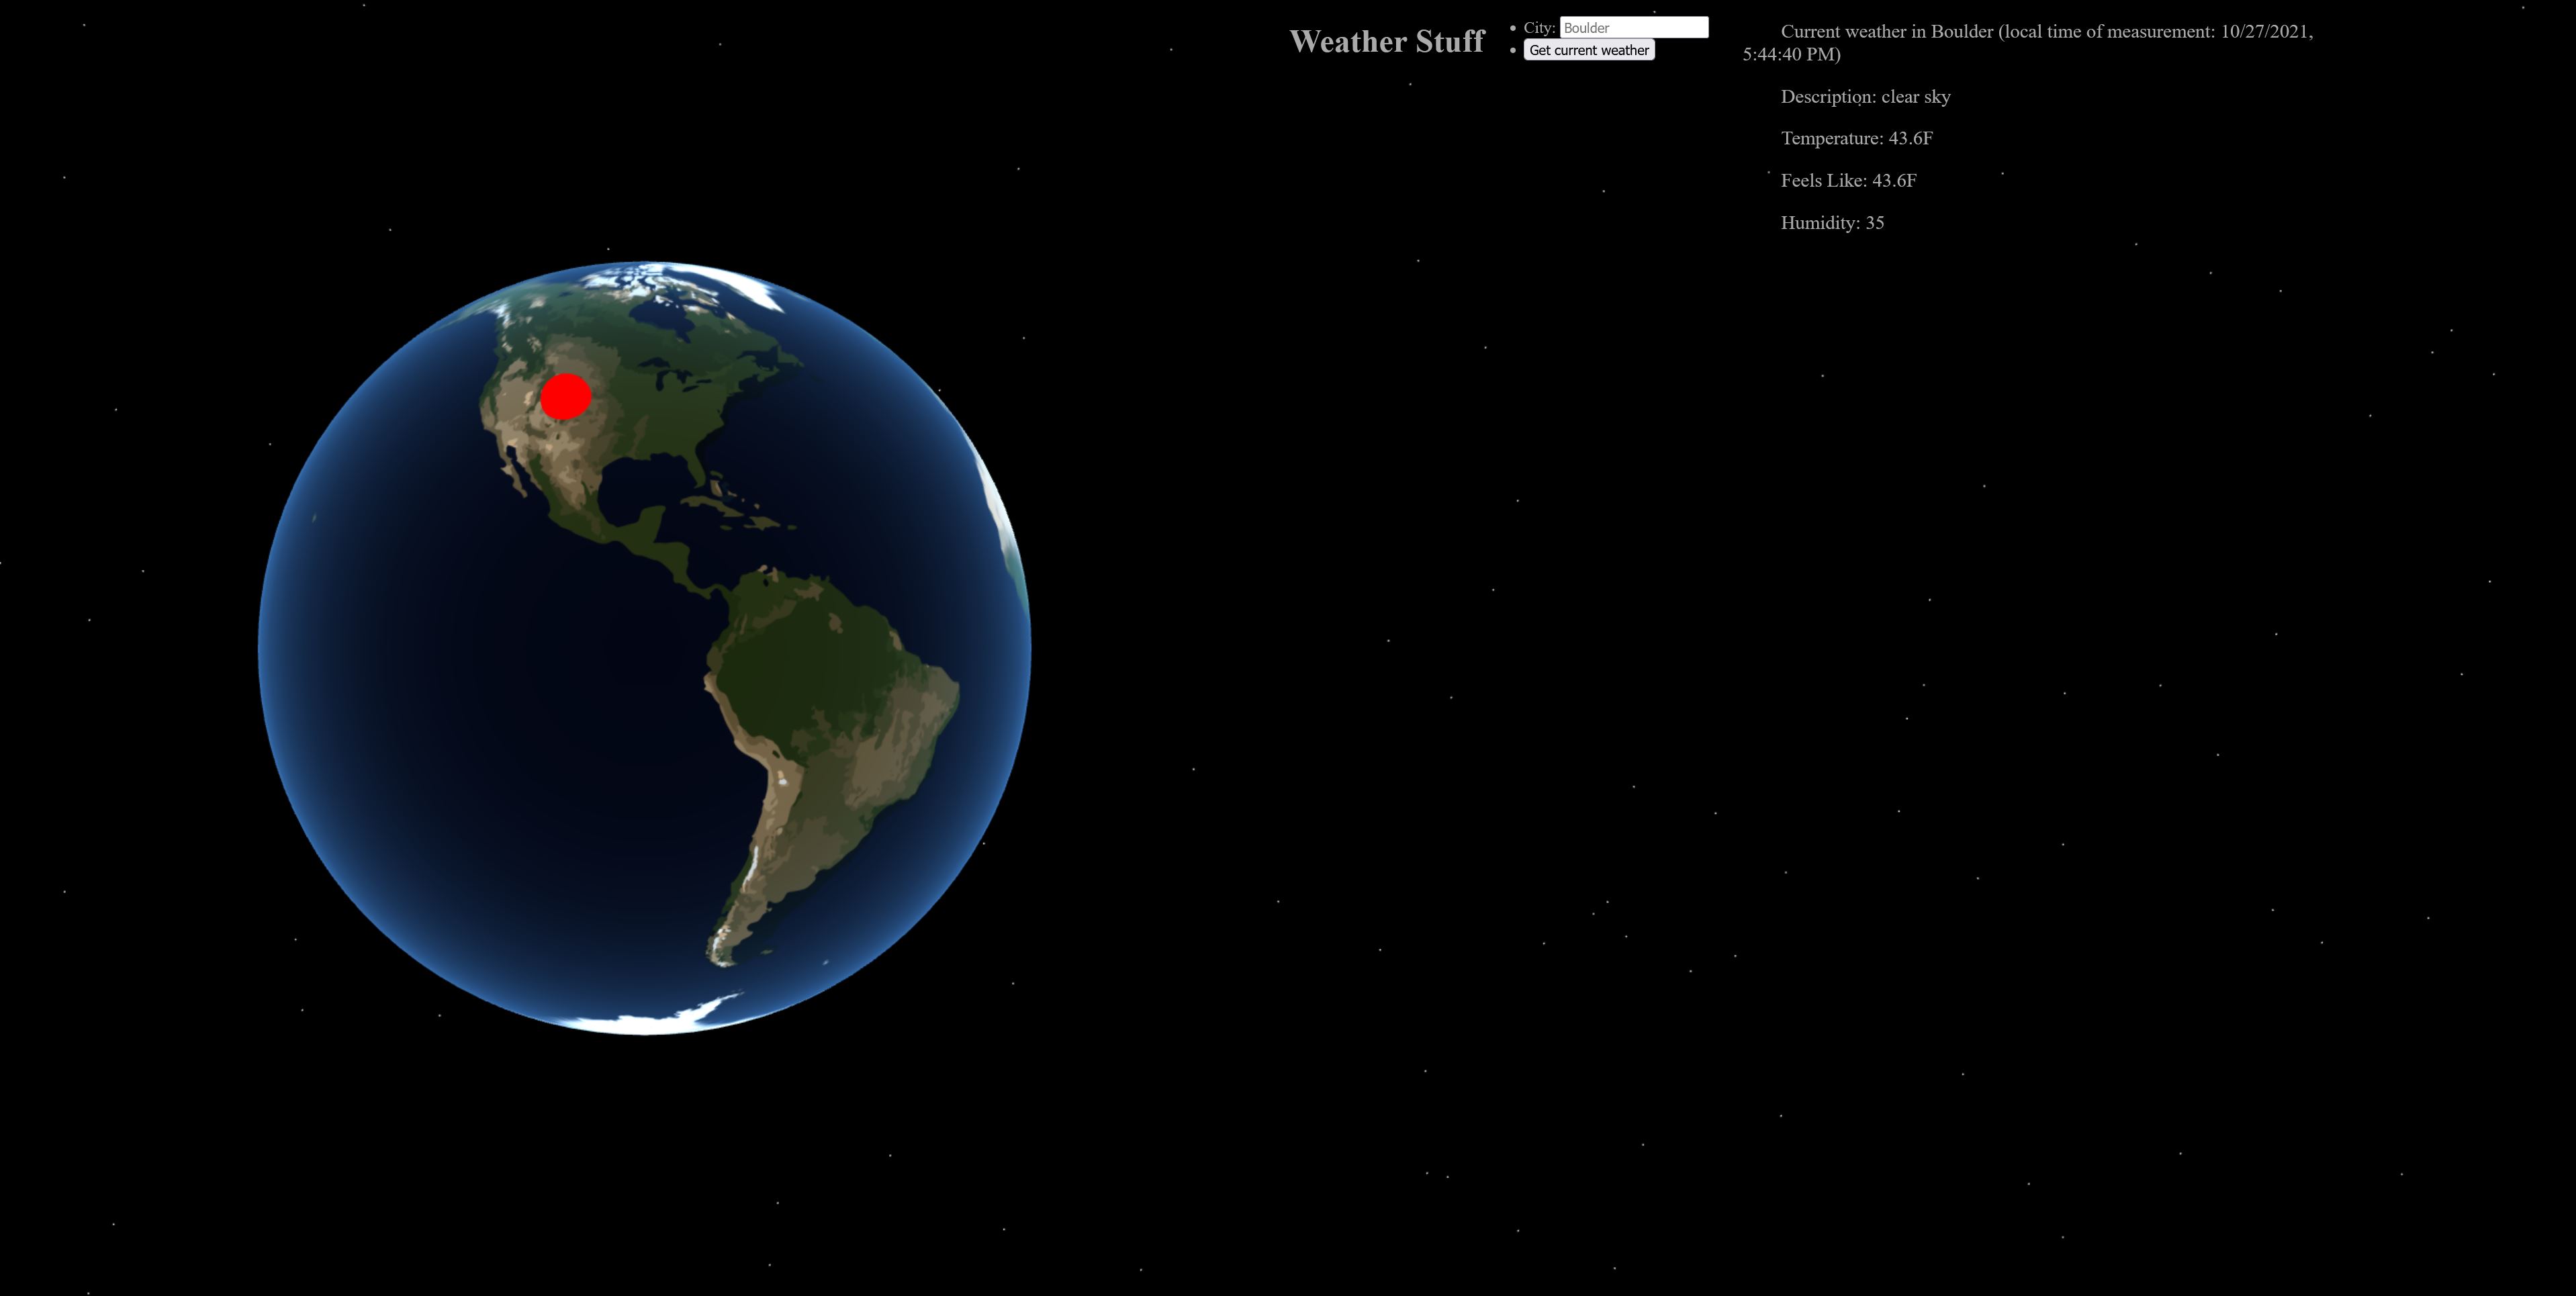 Weather Stuff
City: Boulder
Get current weather
Current weather in Boulder (local time of measurement: 10/27/2021,
5:44:40 PM)
Description: clear sky
Temperature: 43.6F
Feels Like: 43.6F
Humidity: 35